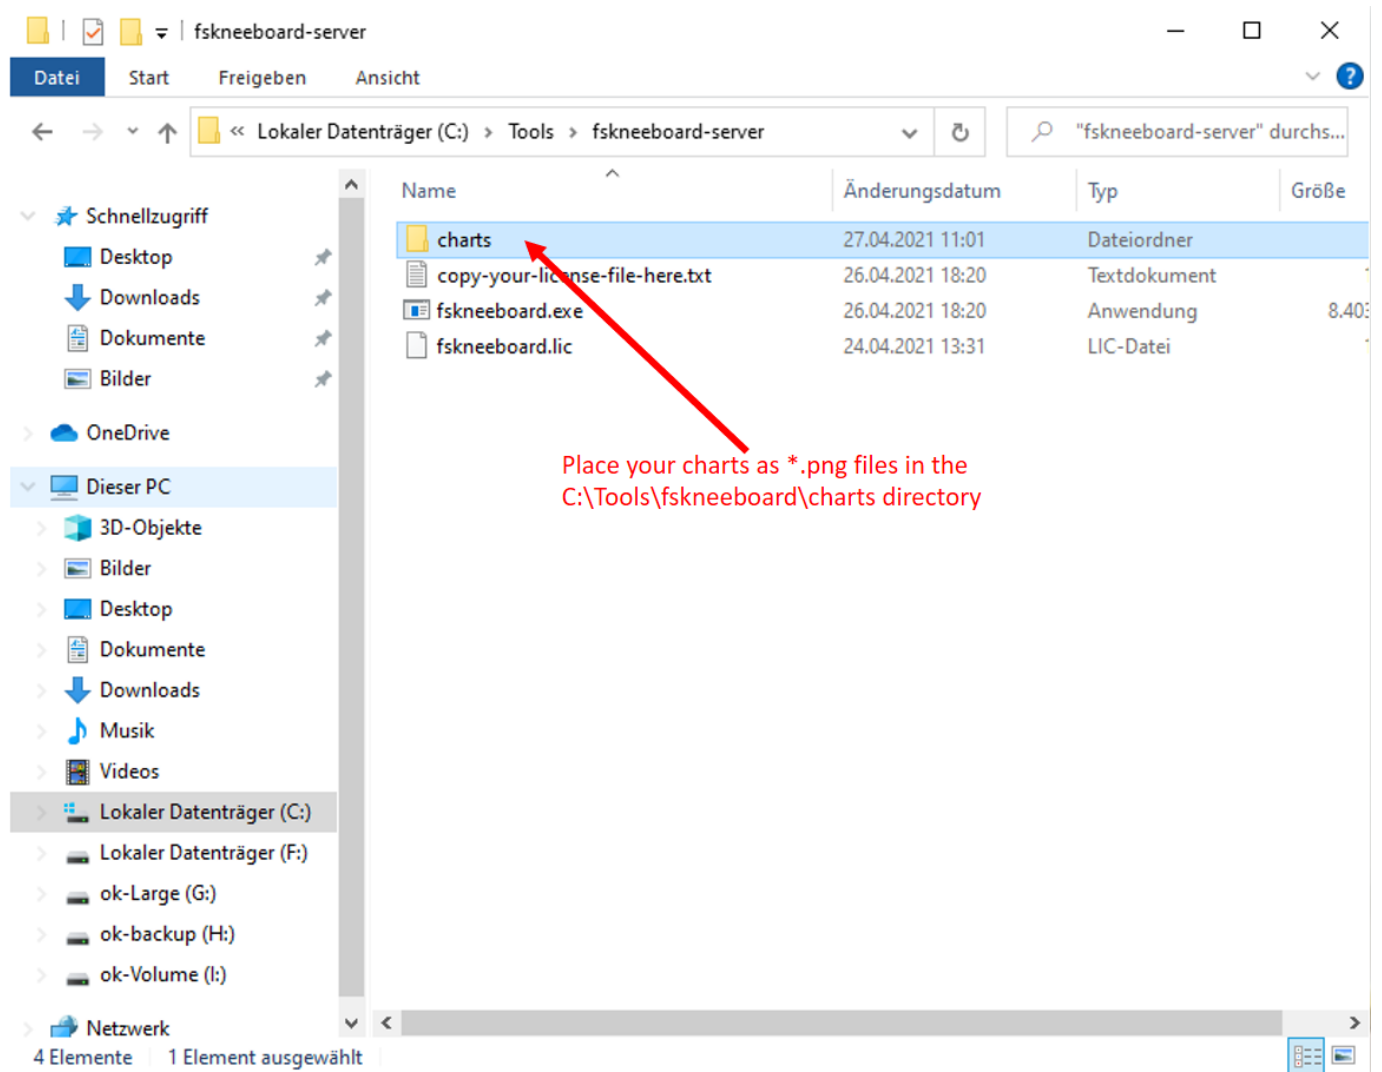 fskneeboard-server
Datei Start Freigeben Ansicht
« Lokaler Datenträger (C:) › Tools › fskneeboard-server
"fskneeboard-server" durchs...
Name Änderungsdatum Typ Größe
charts 27.04.2021 11:01 Dateiordner
copy-your-license-file-here.txt 26.04.2021 18:20 Textdokument
fskneeboard.exe 26.04.2021 18:20 Anwendung 8.403
fskneeboard.lic 24.04.2021 13:31 LIC-Datei
Place your charts as *.png files in the
C:\Tools\fskneeboard\charts directory
Schnellzugriff
Desktop
Downloads
Dokumente
Bilder
OneDrive
Dieser PC
3D-Objekte
Bilder
Desktop
Dokumente
Downloads
Musik
Videos
Lokaler Datenträger (C:)
Lokaler Datenträger (F:)
ok-Large (G:)
ok-backup (H:)
ok-Volume (I:)
Netzwerk
4 Elemente 1 Element ausgewählt